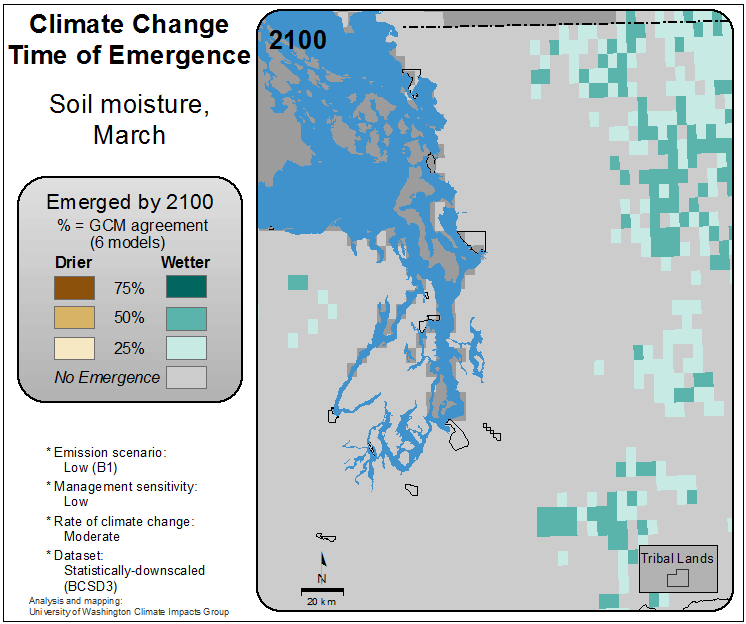 Climate Change
Time of Emergence
Soil moisture,
March
Emerged by 2100
% = GCM agreement
(6 models)
Drier
Wetter
75%
50%
25%
No Emergence
* Emission scenario:
Low (B1)
* Management sensitivity:
Low
* Rate of climate change:
Moderate
* Dataset:
Statistically-downscaled
(BCSD3)
Analysis and mapping:
University of Washington Climate Impacts Group
2100
N
20 km
Tribal Lands